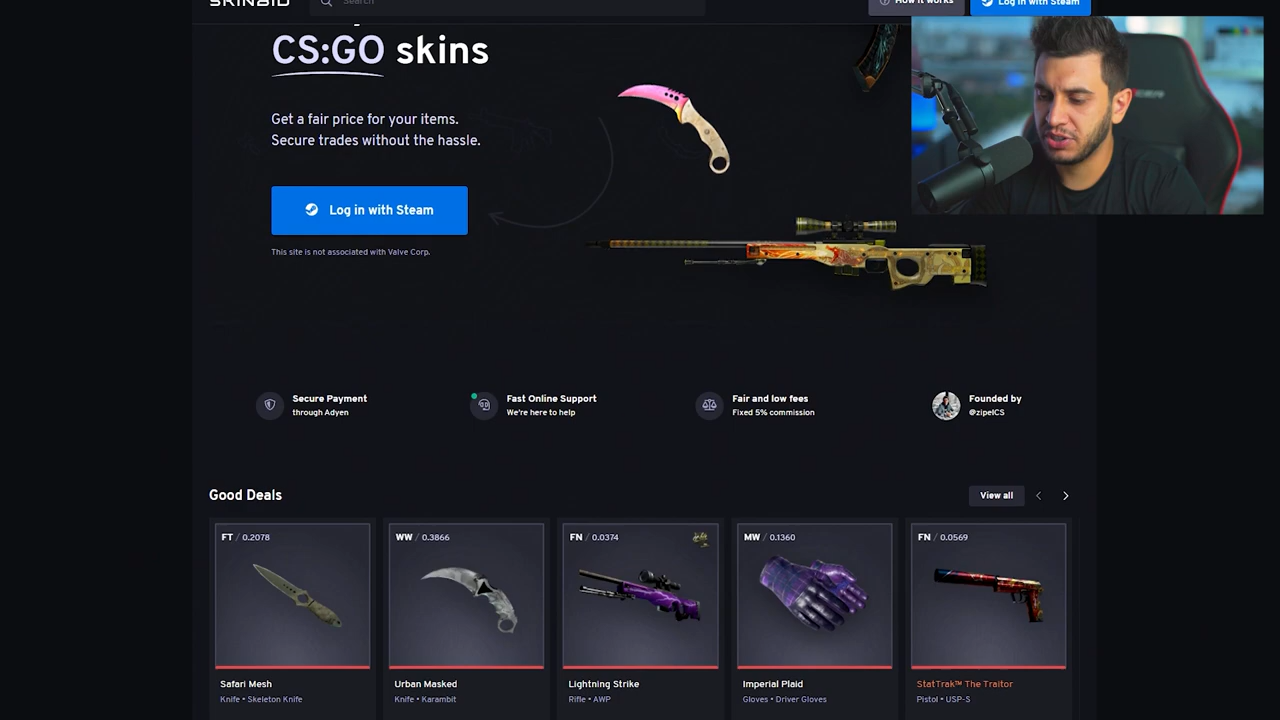 SKINBID
Search
How it works
Log in with Steam
CS:GO skins
Get a fair price for your items.
Secure trades without the hassle.
Log in with Steam
This site is not associated with Valve Corp.
Secure Payment
through Adyen
Fast Online Support
We're here to help
Fair and low fees
Fixed 5% commission
Founded by
@zipelCS
Good Deals
View all
FT / 0.2078
WW / 0.3866
FN / 0.0374
MW / 0.1360
FN / 0.0569
Safari Mesh
Knife • Skeleton Knife
Urban Masked
Knife • Karambit
Lightning Strike
Rifle • AWP
Imperial Plaid
Gloves • Driver Gloves
StatTrak™ The Traitor
Pistol • USP-S